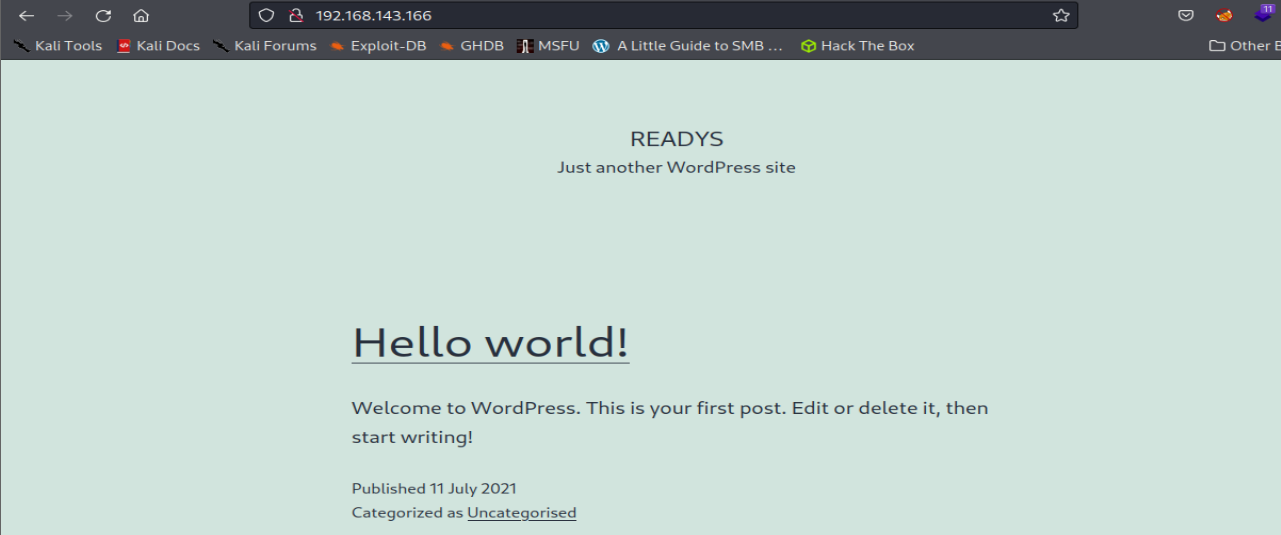 192.168.143.166
11
Kali Tools Kali Docs Kali Forums Exploit-DB GHDB MSFU A Little Guide to SMB ... Hack The Box Other B
READYS
Just another WordPress site
Hello world!
Welcome to WordPress. This is your first post. Edit or delete it, then
start writing!
Published 11 July 2021
Categorized as Uncategorised